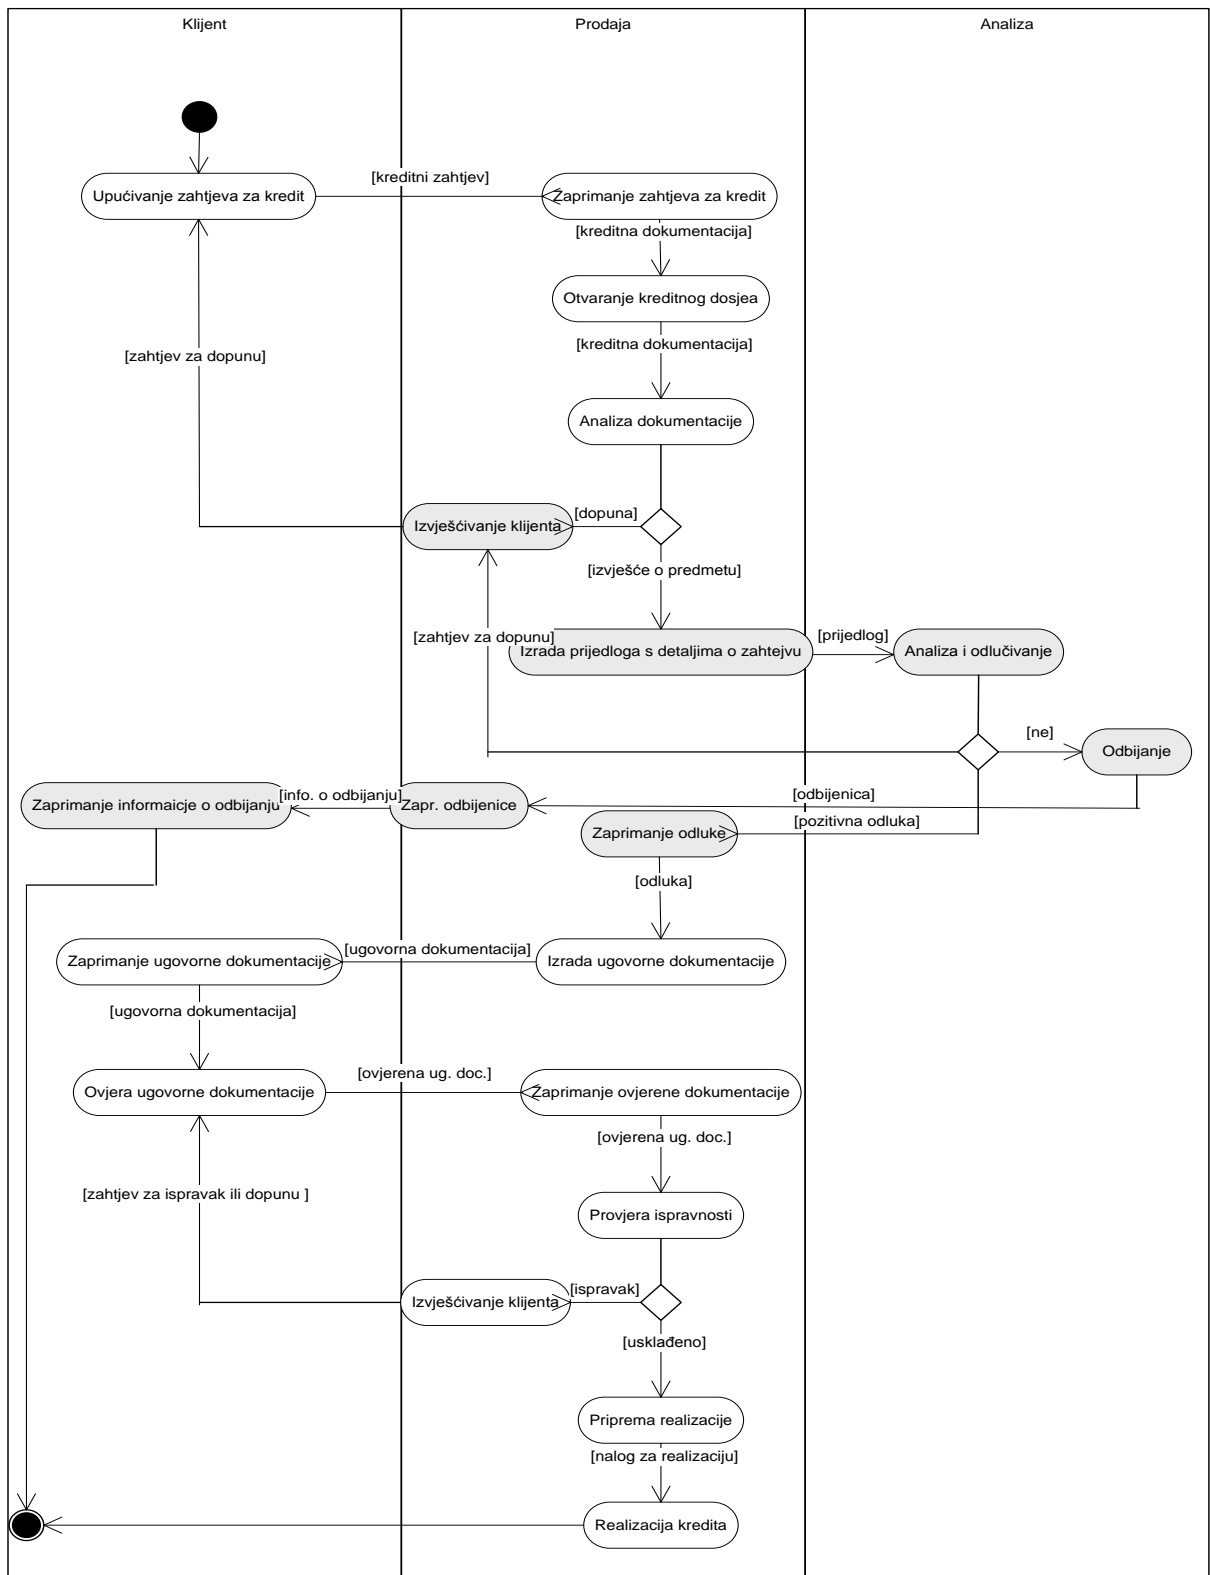 Klijent
Prodaja
Analiza
[kreditni zahtjev]
Upućivanje zahtjeva za kredit
Zaprimanje zahtjeva za kredit
[kreditna dokumentacija]
Otvaranje kreditnog dosjea
[kreditna dokumentacija]
[zahtjev za dopunu]
Analiza dokumentacije
[dopuna]
Izvješćivanje klijenta
[izvješće o predmetu]
[zahtjev za dopunu]
[prijedlog]
Izrada prijedloga s detaljima o zahtejvu
Analiza i odlučivanje
[ne]
Odbijanje
[odbijenica]
[info. o odbijanju]
Zaprimanje informaicje o odbijanju
Zapr. odbijenice
[pozitivna odluka]
Zaprimanje odluke
[odluka]
[ugovorna dokumentacija]
Zaprimanje ugovorne dokumentacije
Izrada ugovorne dokumentacije
[ugovorna dokumentacija]
[ovjerena ug. doc.]
Ovjera ugovorne dokumentacije
Zaprimanje ovjerene dokumentacije
[ovjerena ug. doc.]
[zahtjev za ispravak ili dopunu ]
Provjera ispravnosti
[ispravak]
Izvješćivanje klijenta
[usklađeno]
Priprema realizacije
[nalog za realizaciju]
Realizacija kredita